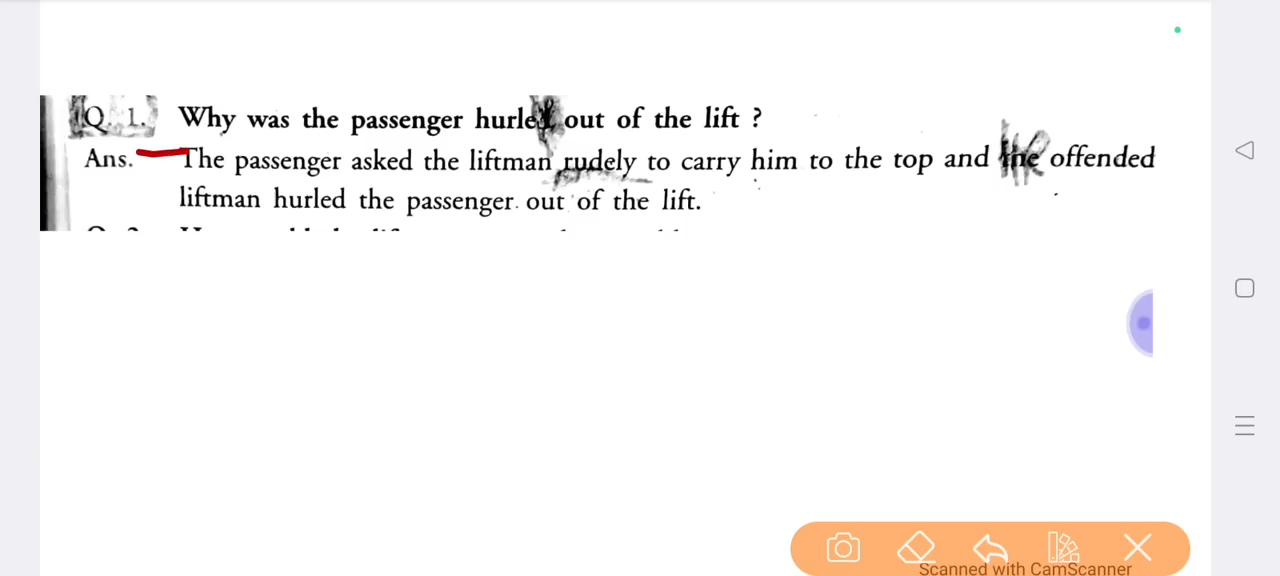 Q. 1. Why was the passenger hurled out of the lift ?
Ans. The passenger asked the liftman rudely to carry him to the top and the offended
liftman hurled the passenger out of the lift.
Scanned with CamScanner